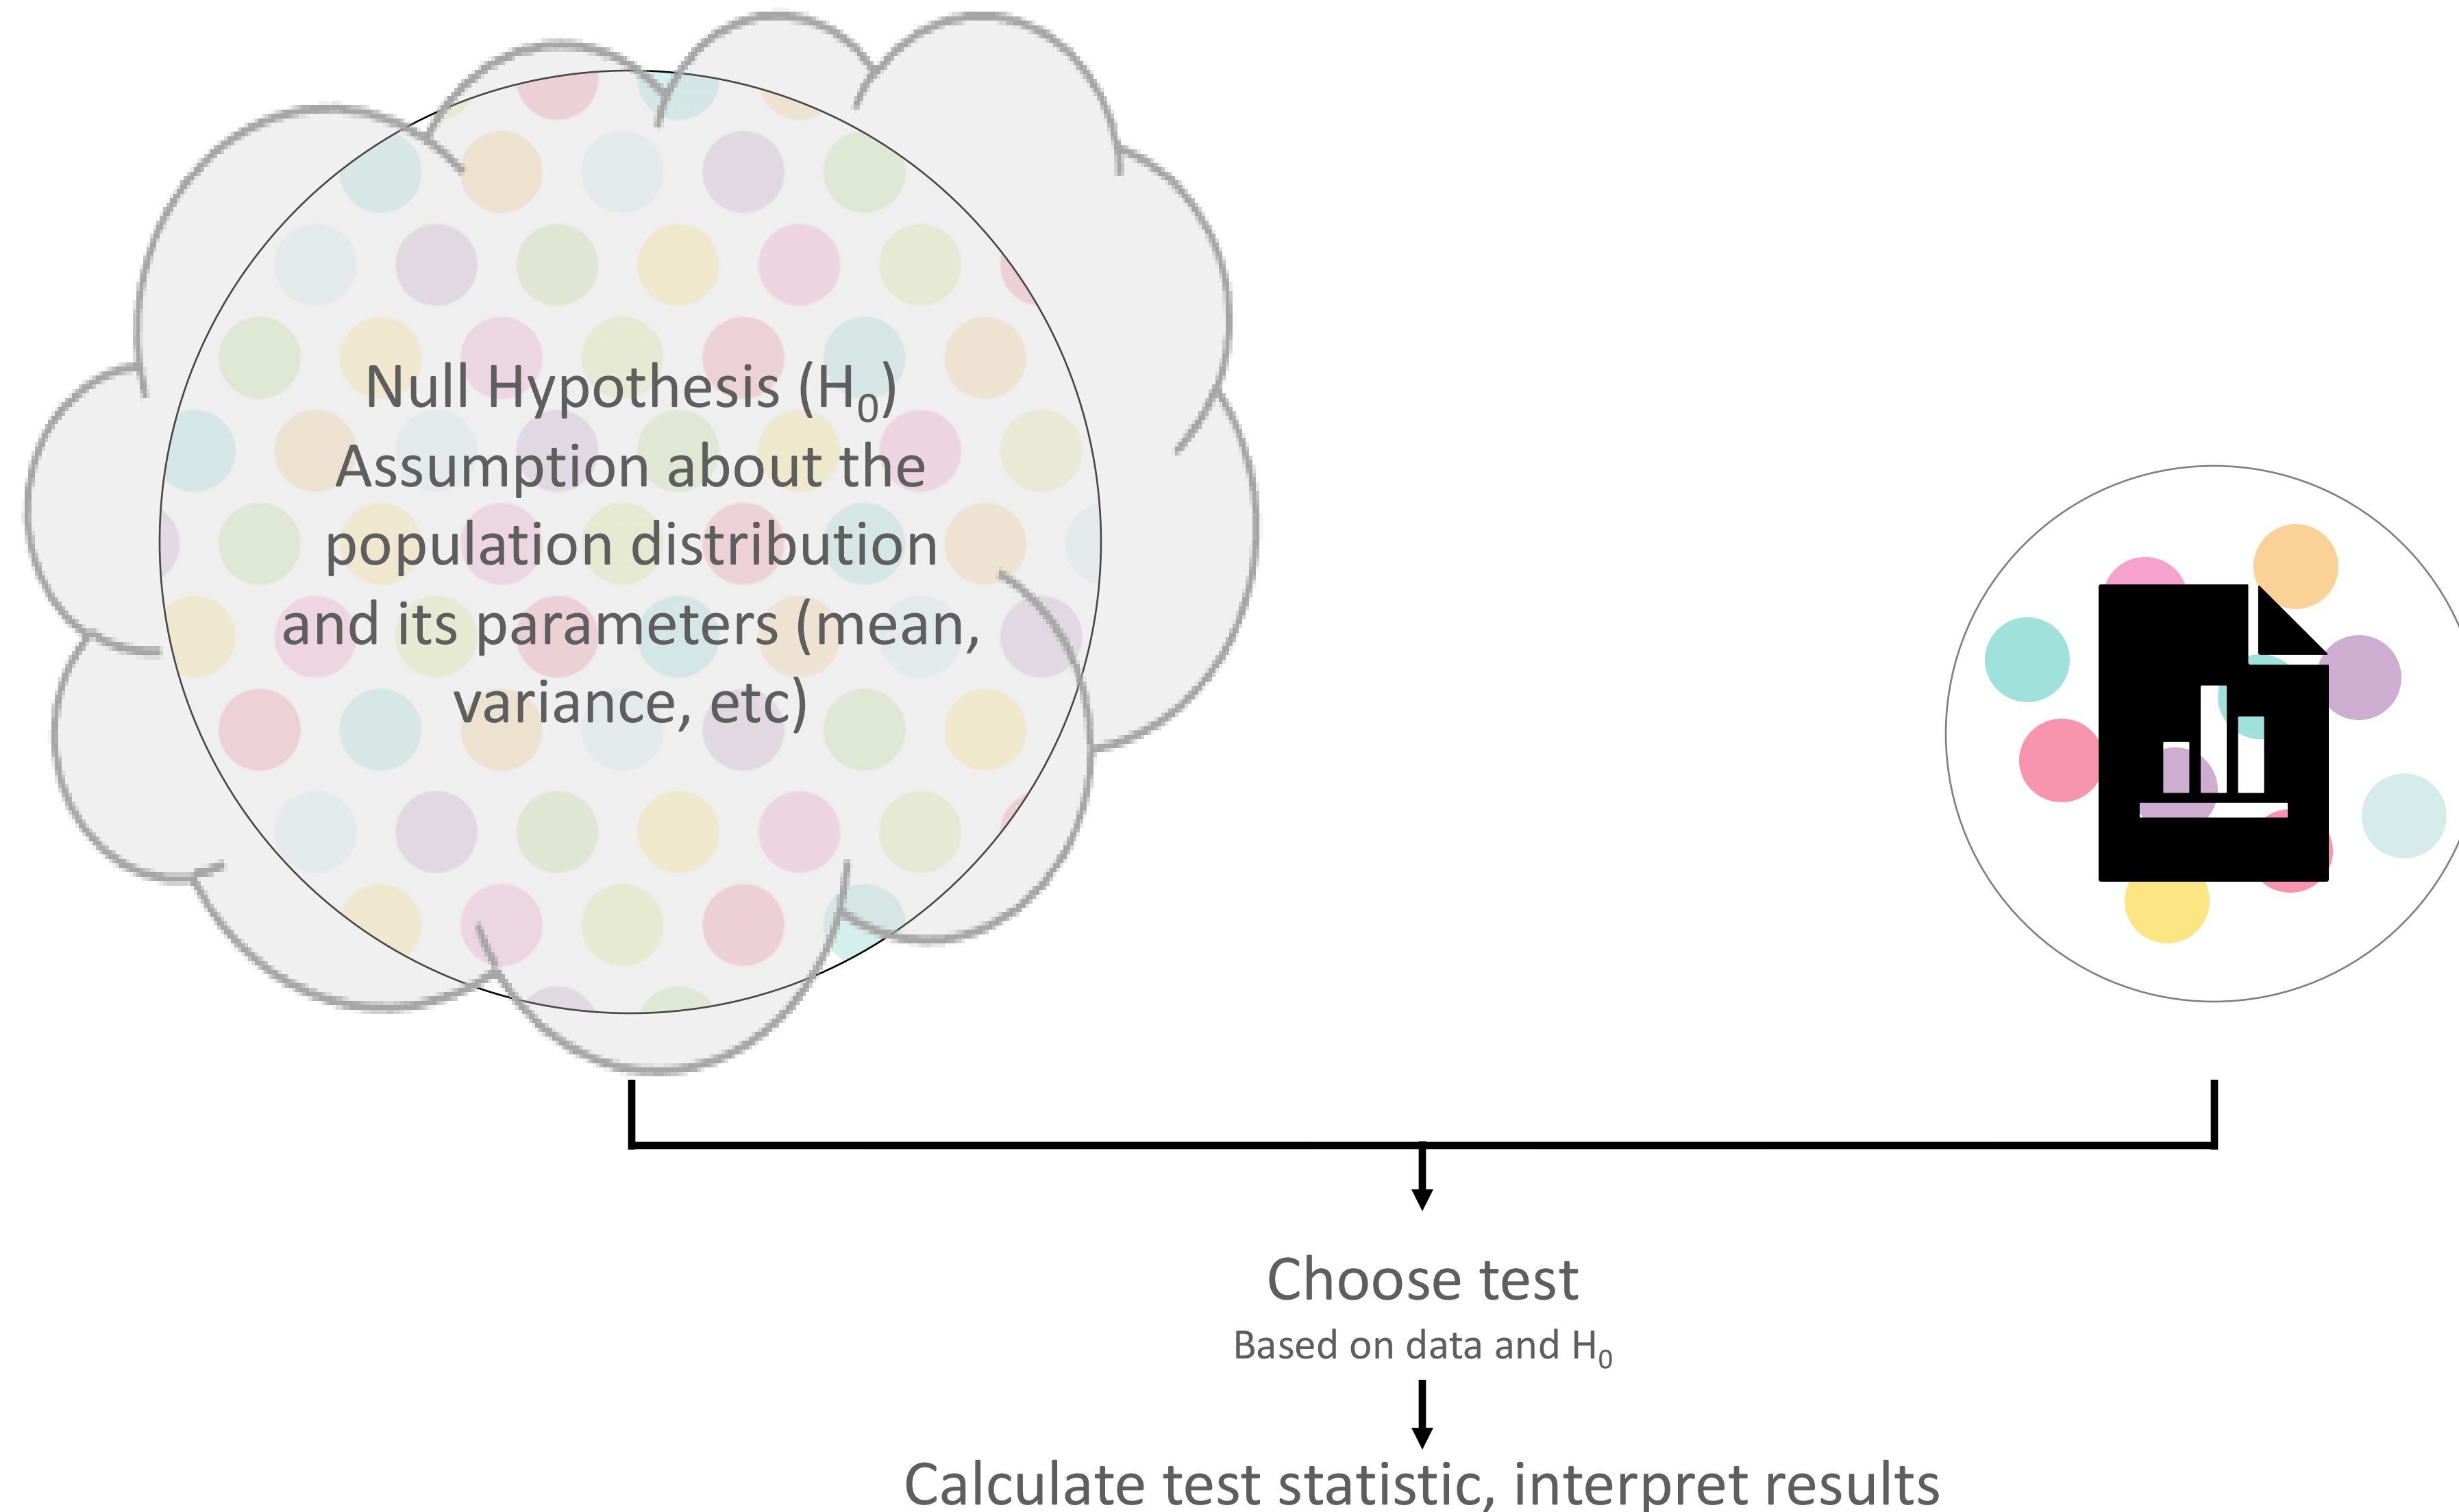 Null Hypothesis (H₀)
Assumption about the
population distribution
and its parameters (mean,
variance, etc)
Choose test
Based on data and H₀
Calculate test statistic, interpret results